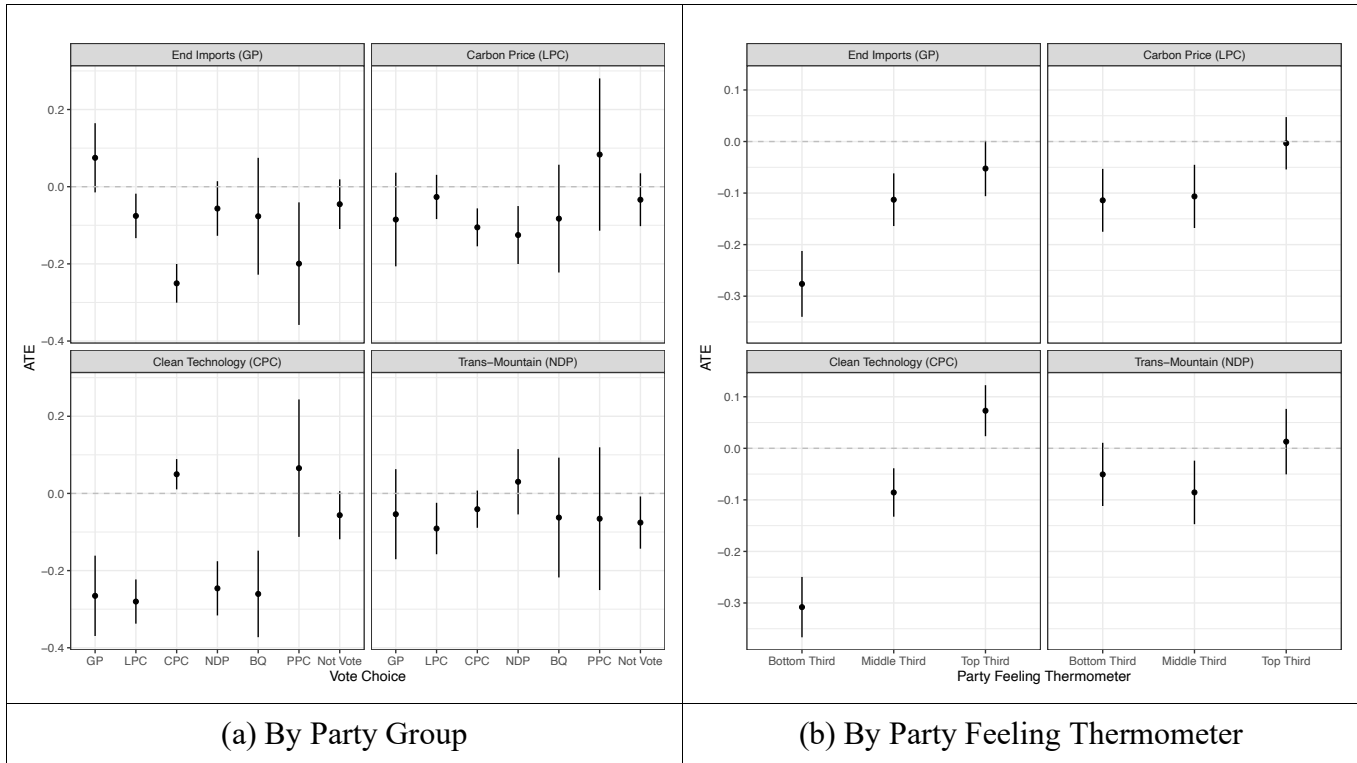 End Imports (GP)
Carbon Price (LPC)
0.2
0.0
−0.2
−0.4
Clean Technology (CPC)
Trans−Mountain (NDP)
0.2
0.0
−0.2
−0.4
ATE
GP LPC CPC NDP BQ PPC Not Vote
GP LPC CPC NDP BQ PPC Not Vote
Vote Choice
(a) By Party Group
End Imports (GP)
Carbon Price (LPC)
0.1
0.0
−0.1
−0.2
−0.3
Clean Technology (CPC)
Trans−Mountain (NDP)
0.1
0.0
−0.1
−0.2
−0.3
ATE
Bottom Third Middle Third Top Third
Bottom Third Middle Third Top Third
Party Feeling Thermometer
(b) By Party Feeling Thermometer